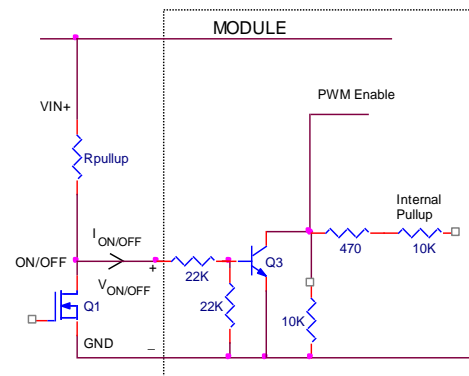 MODULE
PWM Enable
VIN+
Rpullup
Internal
Pullup
I ON/OFF
ON/OFF
+
22K
Q3
470
10K
V ON/OFF
Q1
22K
10K
GND
_